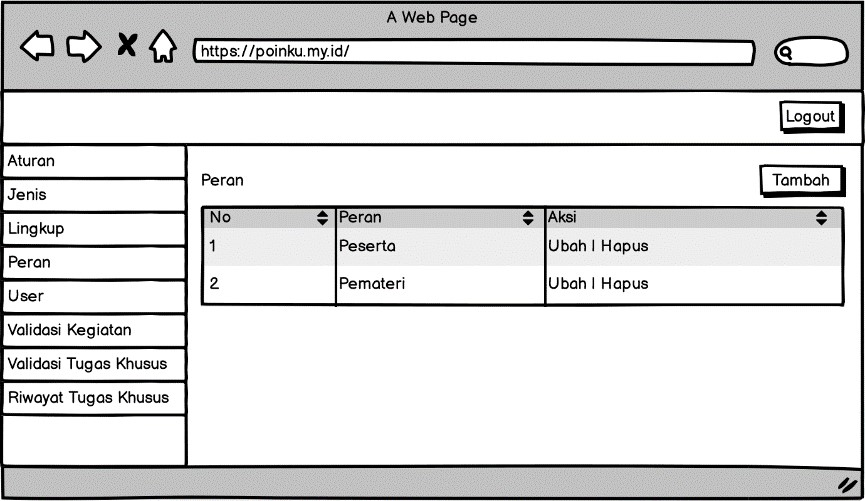 A Web Page
https://poinku.my.id/
Logout
Aturan
Jenis
Lingkup
Peran
User
Validasi Kegiatan
Validasi Tugas Khusus
Riwayat Tugas Khusus
Peran
Tambah
No Peran Aksi
1 Peserta Ubah | Hapus
2 Pemateri Ubah | Hapus